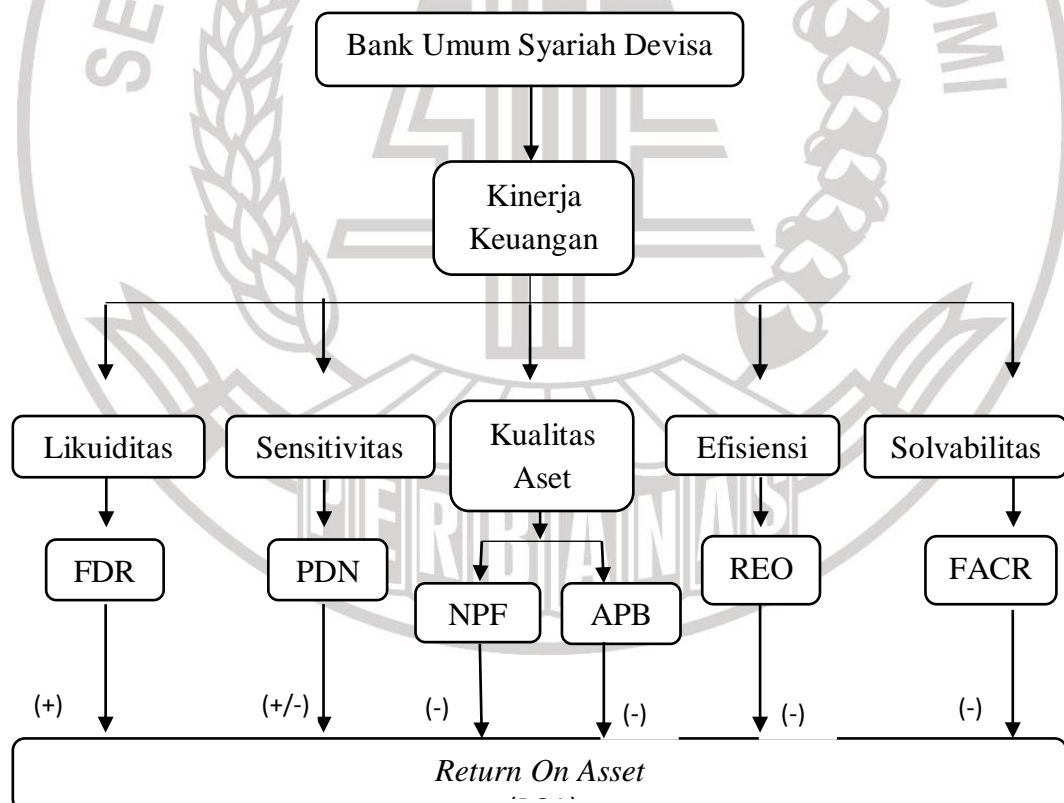 Bank Umum Syariah Devisa
Kinerja
Keuangan
Likuiditas
Sensitivitas
Kualitas
Aset
Efisiensi
Solvabilitas
FDR
PDN
NPF
APB
REO
FACR
PERBANAS
(+)
(+/-)
(-)
(-)
(-)
(-)
Return On Asset